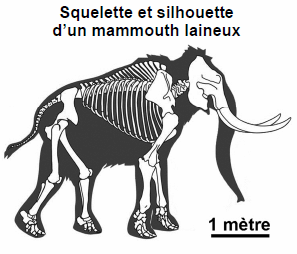 Squelette et silhouette
d’un mammouth laineux
1 mètre